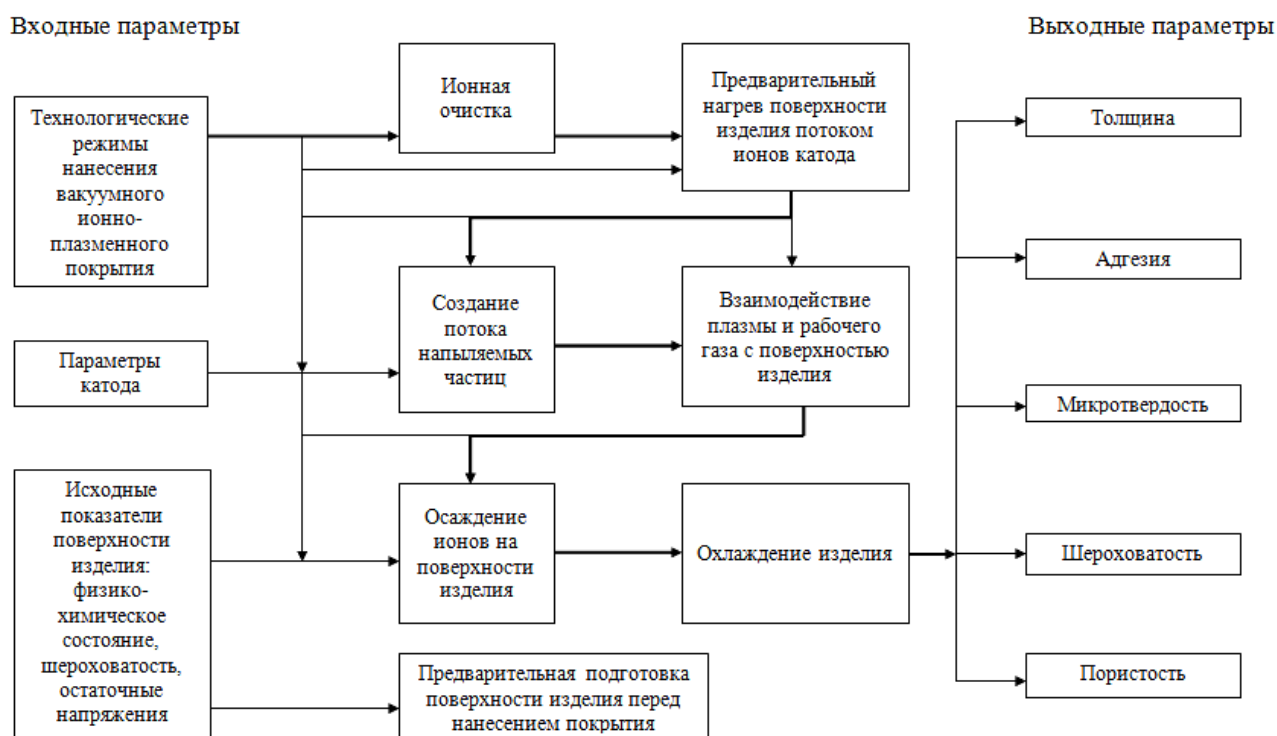 Входные параметры
Выходные параметры
Технологические
режимы
нанесения
вакуумного
ионно-
плазменного
покрытия
Ионная
очистка
Предварительный
нагрев поверхности
изделия потоком
ионов катода
Толщина
Адгезия
Параметры
катода
Создание
потока
напыляемых
частиц
Взаимодействие
плазмы и рабочего
газа с поверхностью
изделия
Микротвердость
Исходные
показатели
поверхности
изделия:
физико-
химическое
состояние,
шероховатость,
остаточные
напряжения
Осаждение
ионов на
поверхности
изделия
Охлаждение изделия
Шероховатость
Предварительная подготовка
поверхности изделия перед
нанесением покрытия
Пористость